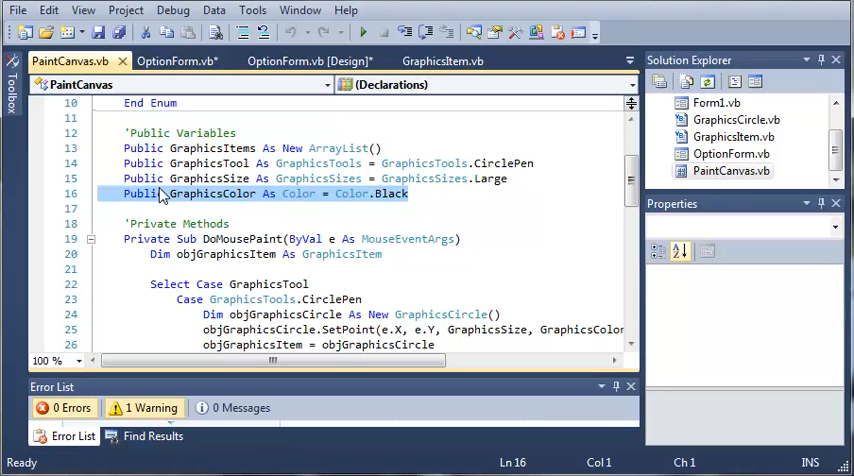 File Edit View Project Debug Data Tools Window Help
PaintCanvas.vb OptionForm.vb* OptionForm.vb [Design]* GraphicsItem.vb
PaintCanvas (Declarations)
10 End Enum
11
12 'Public Variables
13 Public GraphicsItems As New ArrayList()
14 Public GraphicsTool As GraphicsTools = GraphicsTools.CirclePen
15 Public GraphicsSize As GraphicsSizes = GraphicsSizes.Large
16 Public GraphicsColor As Color = Color.Black
17
18 'Private Methods
19 Private Sub DoMousePaint(ByVal e As MouseEventArgs)
20 Dim objGraphicsItem As GraphicsItem
21
22 Select Case GraphicsTool
23 Case GraphicsTools.CirclePen
24 Dim objGraphicsCircle As New GraphicsCircle()
25 objGraphicsCircle.SetPoint(e.X, e.Y, GraphicsSize, GraphicsColor
26 objGraphicsItem = objGraphicsCircle
100 %
Toolbox
Solution Explorer
Form1.vb
GraphicsCircle.vb
GraphicsItem.vb
OptionForm.vb
PaintCanvas.vb
Properties
Error List
0 Errors 1 Warning 0 Messages
Error List Find Results
Ready Ln 16 Col 1 Ch 1 INS